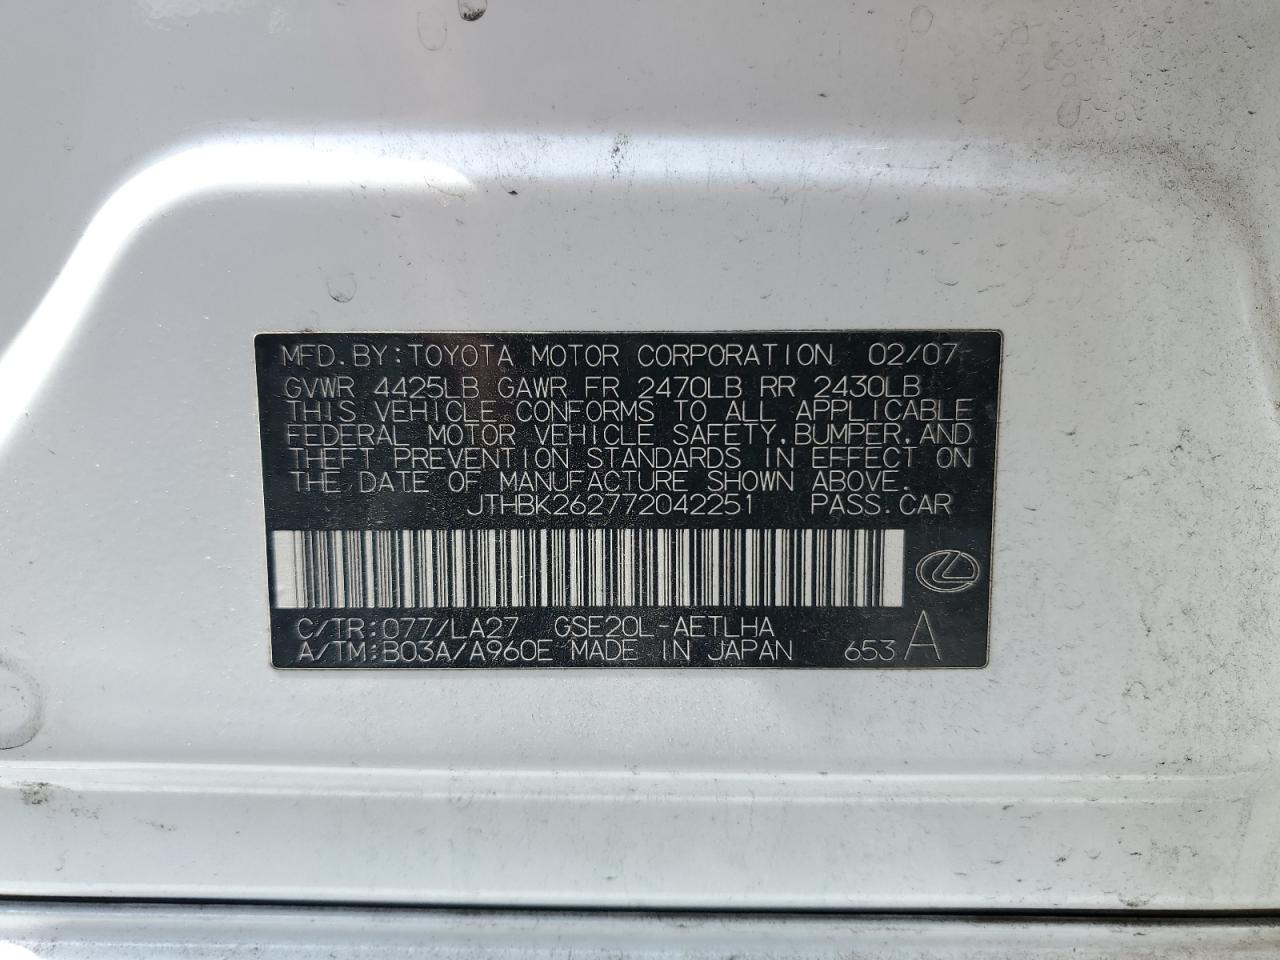 MFD.BY:TOYOTA MOTOR CORPORATION 02/07
GVWR 4425LB GAWR FR 2470LB RR 2430LB
THIS VEHICLE CONFORMS TO ALL APPLICABLE
FEDERAL MOTOR VEHICLE SAFETY,BUMPER,AND
THEFT PREVENTION STANDARDS IN EFFECT ON
THE DATE OF MANUFACTURE SHOWN ABOVE.
JTHBK262772042251 PASS.CAR
C/TR:077/LA27 GSE20L-AETLHA
A/TM:B03A/A960E MADE IN JAPAN 653 A